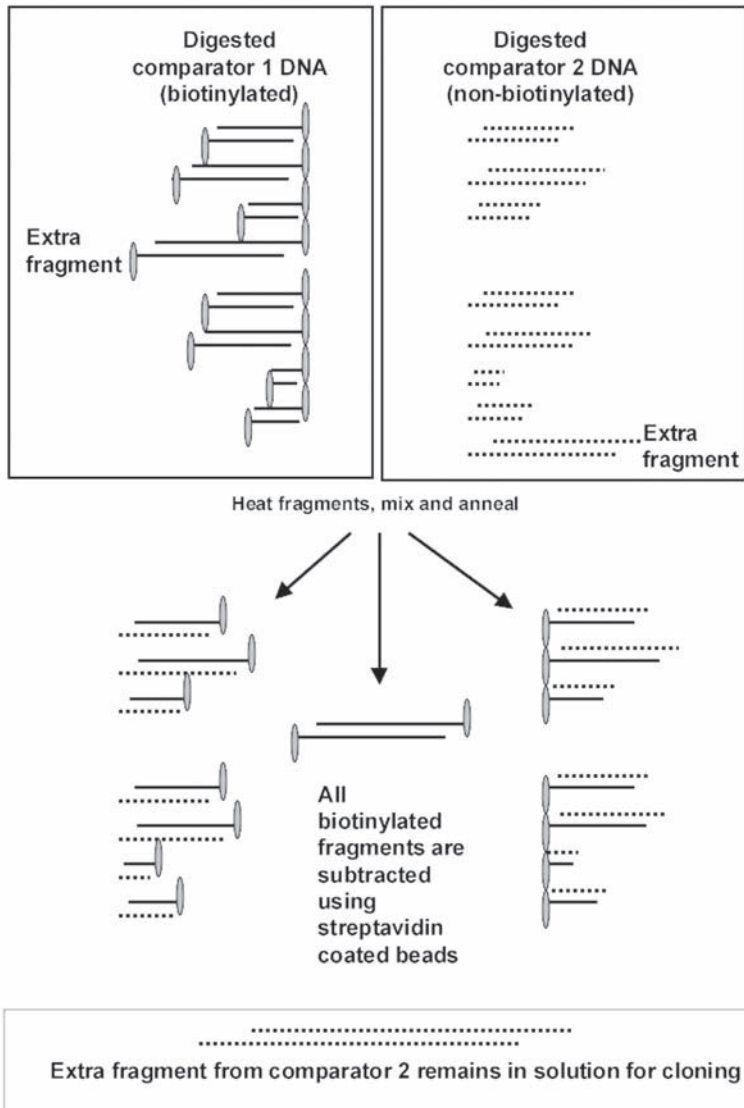 Digested
comparator 1 DNA
(biotinylated)
Extra
fragment
Digested
comparator 2 DNA
(non-biotinylated)
Extra
fragment
Heat fragments, mix and anneal
All
biotinylated
fragments are
subtracted
using
streptavidin
coated beads
Extra fragment from comparator 2 remains in solution for cloning